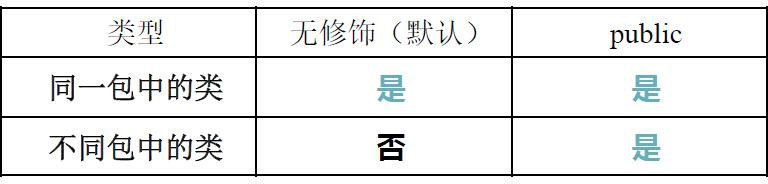 类型 无修饰（默认） public
同一包中的类 是 是
不同包中的类 否 是